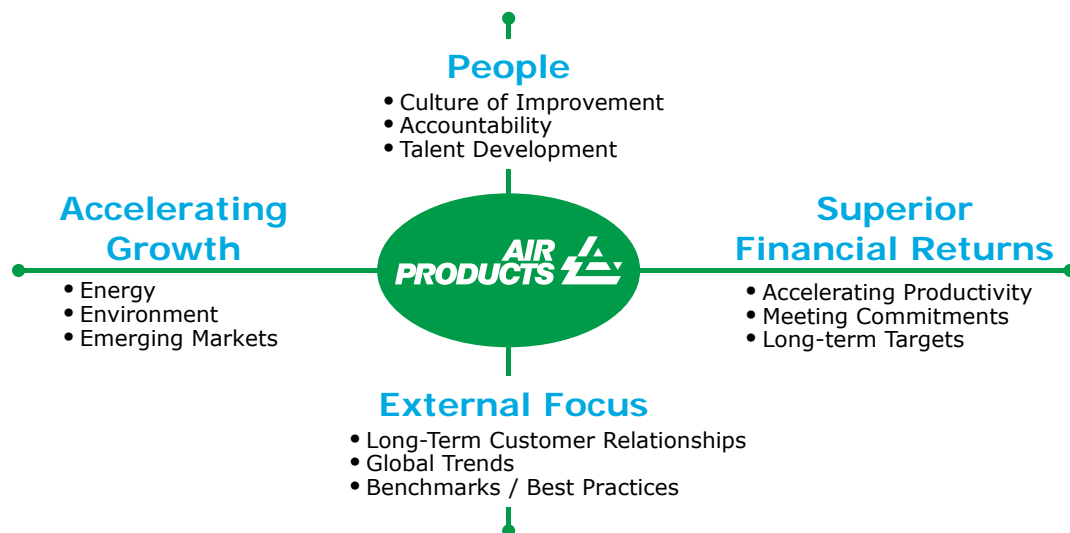 People
• Culture of Improvement
• Accountability
• Talent Development
Accelerating
Growth
• Energy
• Environment
• Emerging Markets
AIR
PRODUCTS
Superior
Financial Returns
• Accelerating Productivity
• Meeting Commitments
• Long-term Targets
External Focus
• Long-Term Customer Relationships
• Global Trends
• Benchmarks / Best Practices